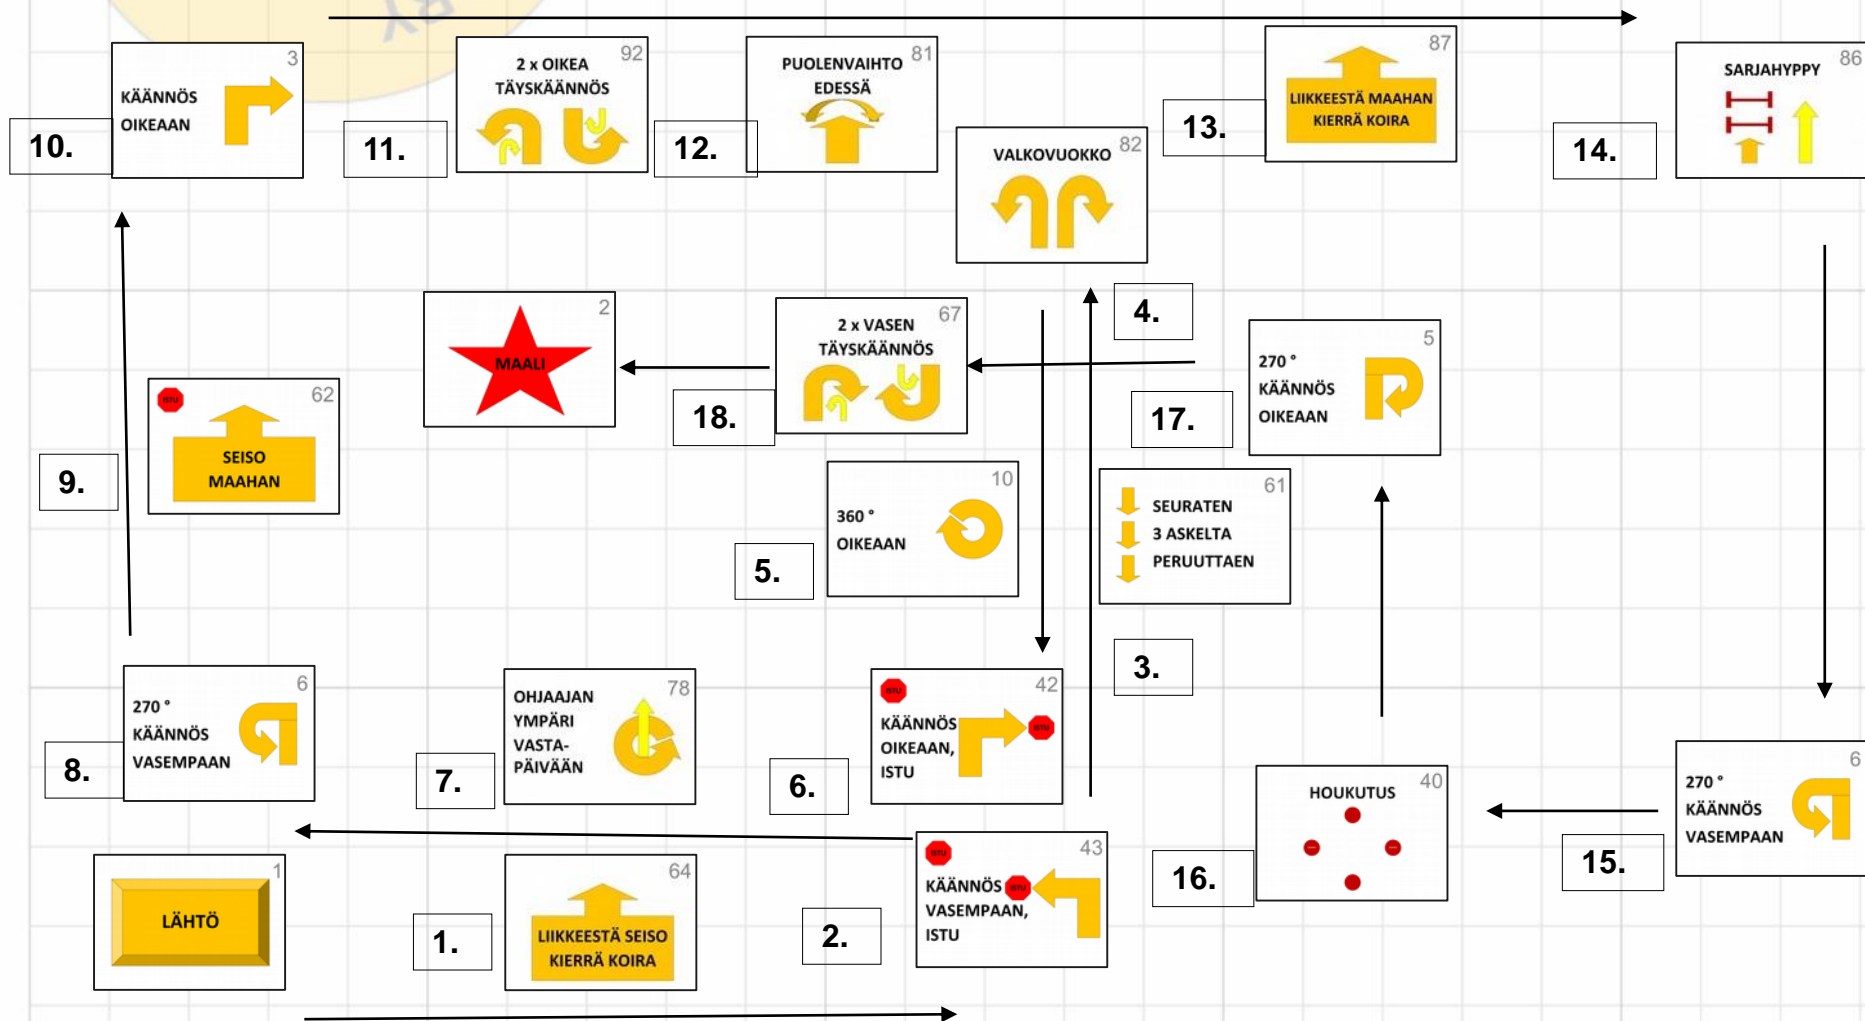 RY
3
KÄÄNNÖS
OIKEAAN
10.
92
2 x OIKEA
TÄYSKÄÄNNÖS
11.
81
PUOLENVAIHTO
EDESSÄ
12.
82
VALKOVUOKKO
87
LIIKKEESTÄ MAAHAN
KIERRÄ KOIRA
13.
86
SARJAHYPPY
14.
4.
2
MAALI
67
2 x VASEN
TÄYSKÄÄNNÖS
18.
5
270 °
KÄÄNNÖS
OIKEAAN
17.
62
ISTU
SEISO
MAAHAN
9.
10
360 °
OIKEAAN
5.
61
SEURATEN
3 ASKELTA
PERUUTTAEN
3.
6
270 °
KÄÄNNÖS
VASEMPAAN
8.
78
OHJAAJAN
YMPÄRI
VASTA-
PÄIVÄÄN
7.
42
ISTU
KÄÄNNÖS
OIKEAAN,
ISTU
ISTU
6.
40
HOUKUTUS
16.
6
270 °
KÄÄNNÖS
VASEMPAAN
15.
1
LÄHTÖ
64
LIIKKEESTÄ SEISO
KIERRÄ KOIRA
1.
43
ISTU
KÄÄNNÖS
ISTU
VASEMPAAN,
ISTU
2.